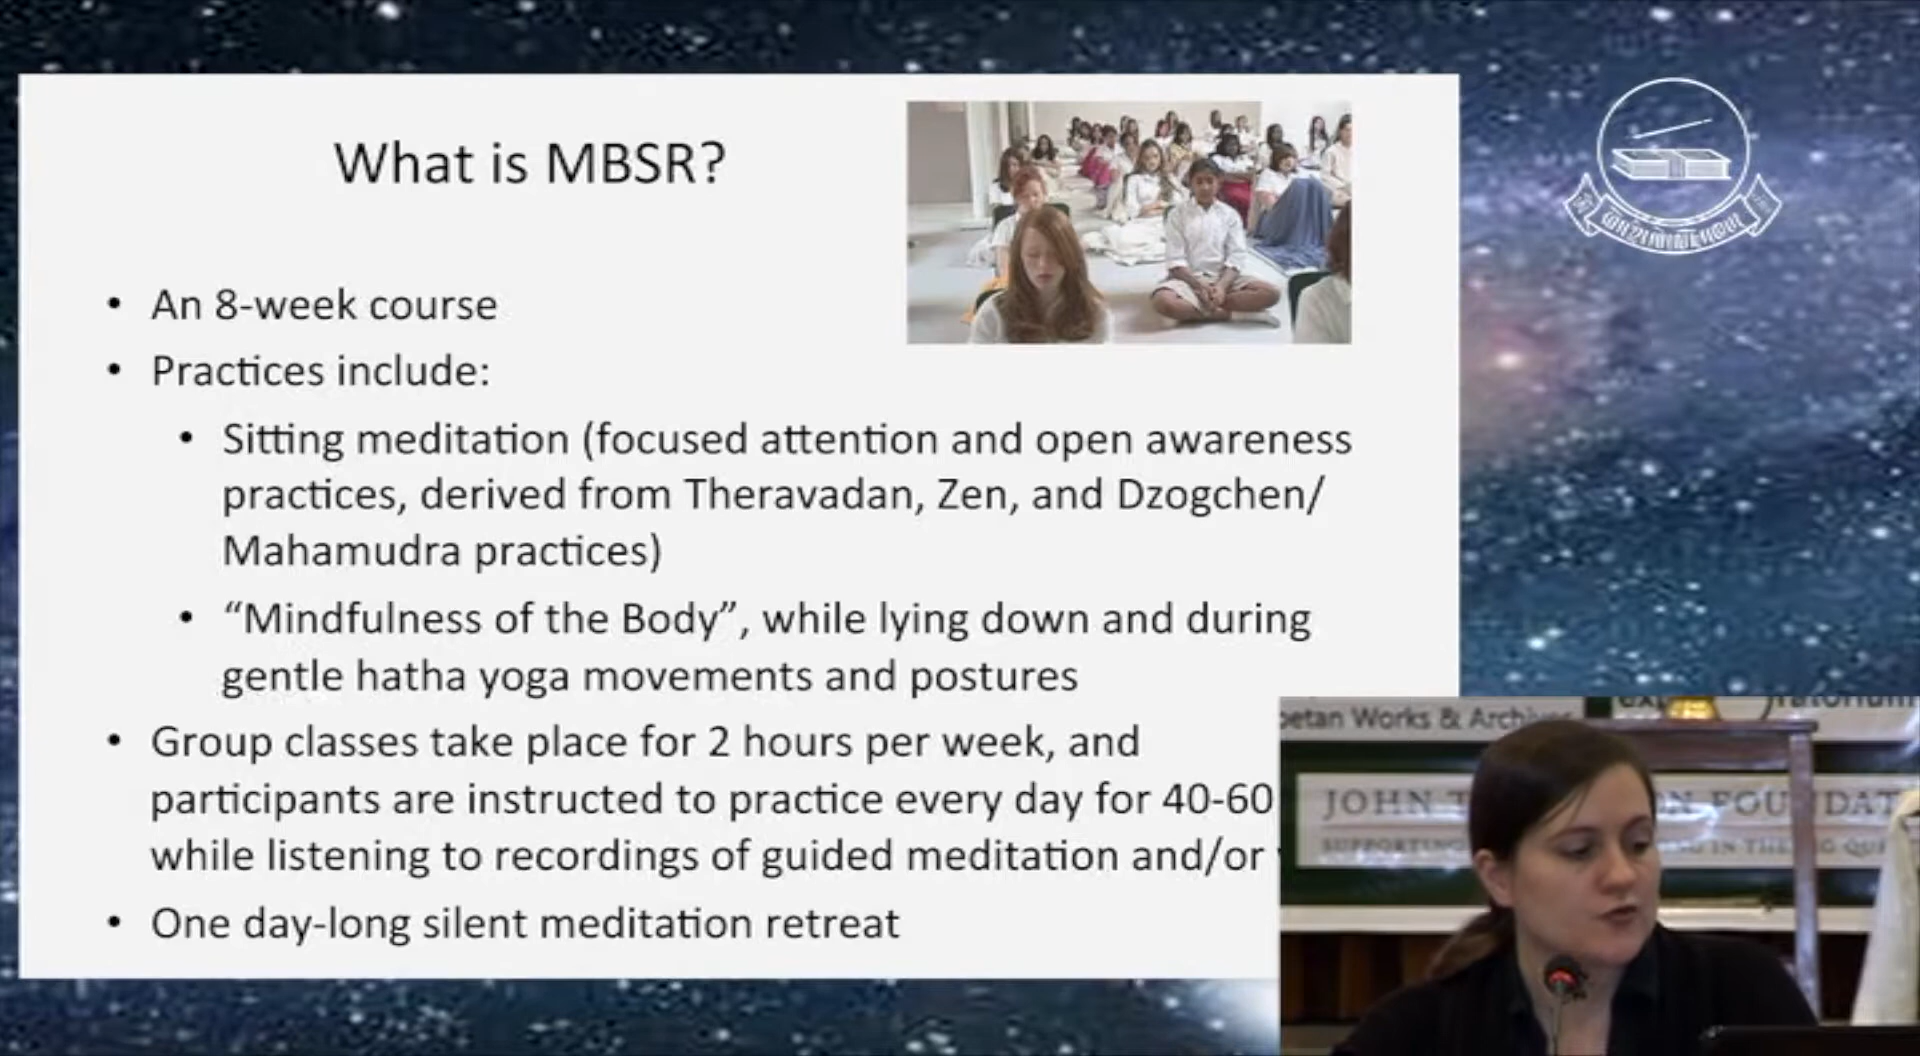 What is MBSR?
• An 8-week course
• Practices include:
• Sitting meditation (focused attention and open awareness
practices, derived from Theravadan, Zen, and Dzogchen/
Mahamudra practices)
• “Mindfulness of the Body”, while lying down and during
gentle hatha yoga movements and postures
• Group classes take place for 2 hours per week, and
participants are instructed to practice every day for 40-60
while listening to recordings of guided meditation and/or
• One day-long silent meditation retreat
Works &
JOHN